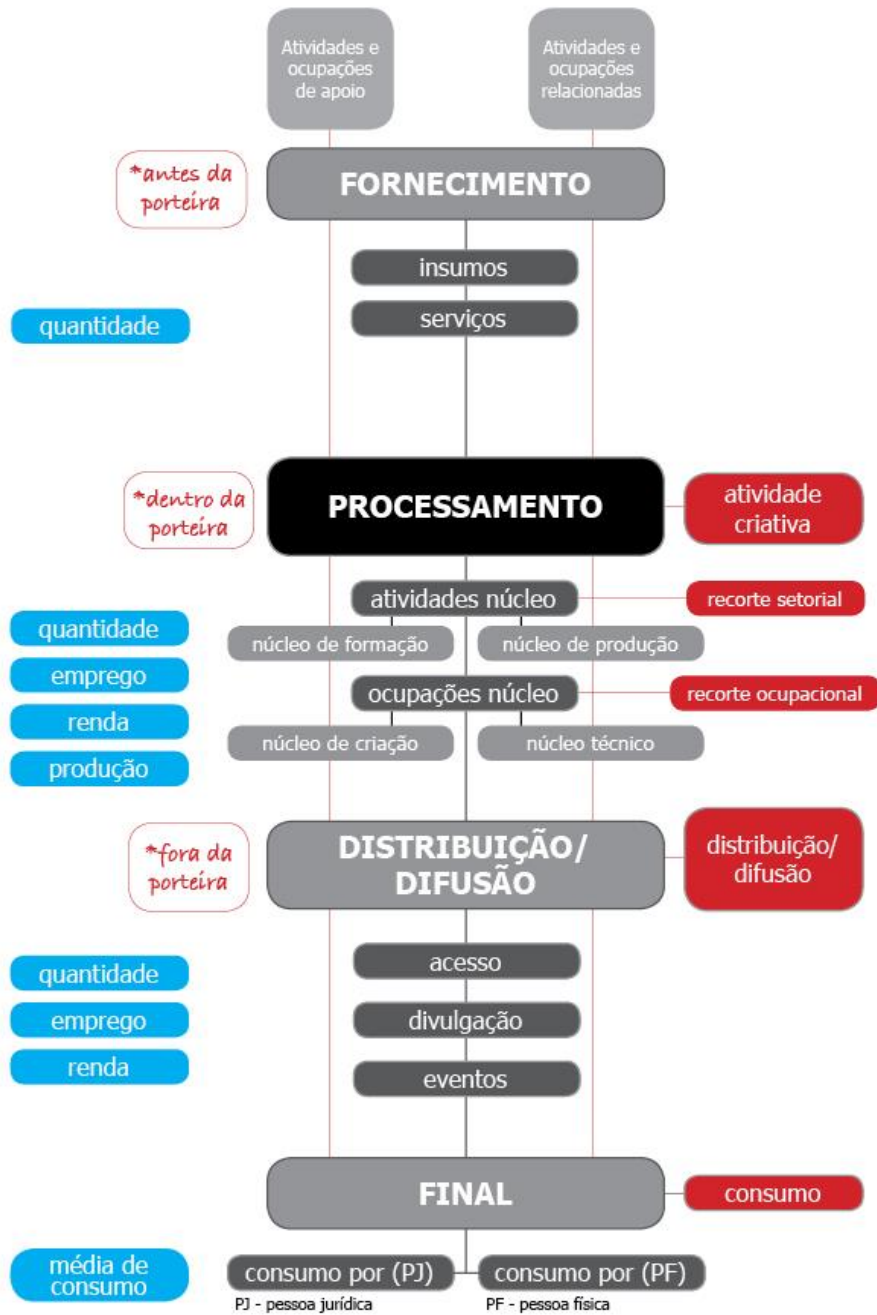 Atividades e
ocupações
de apoio
Atividades e
ocupações
relacionadas
*antes da
porteira
FORNECIMENTO
insumos
quantidade
serviços
*dentro da
porteira
PROCESSAMENTO
atividade
criativa
atividades núcleo
recorte setorial
quantidade
núcleo de formação
núcleo de produção
emprego
ocupações núcleo
recorte ocupacional
renda
núcleo de criação
núcleo técnico
produção
*fora da
porteira
DISTRIBUIÇÃO/
DIFUSÃO
distribuição/
difusão
quantidade
acesso
emprego
divulgação
renda
eventos
FINAL
consumo
média de
consumo
consumo por (PJ)
consumo por (PF)
PJ - pessoa jurídica
PF - pessoa física